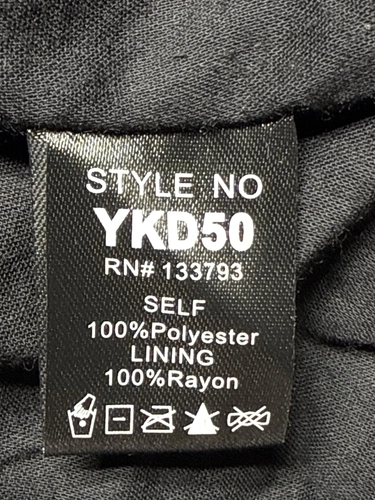 STYLE NO
YKD50
RN# 133793
SELF
100%Polyester
LINING
100%Rayon